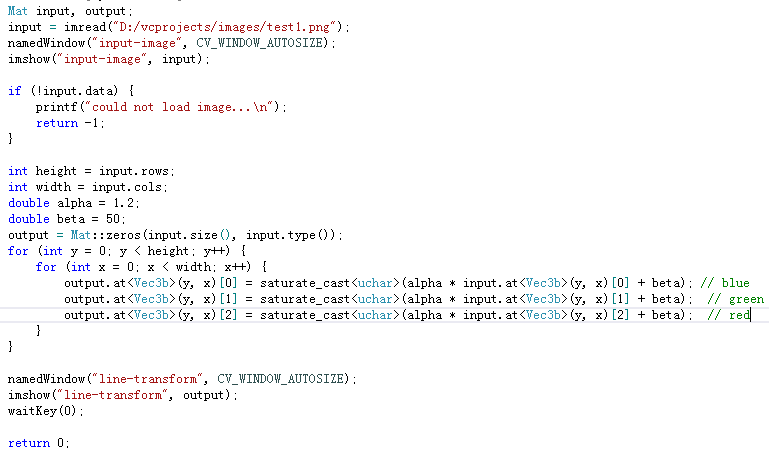 Mat input, output;
input = imread("D:/vcprojects/images/test1.png");
namedWindow("input-image", CV_WINDOW_AUTOSIZE);
imshow("input-image", input);

if (!input.data) {
    printf("could not load image...\n");
    return -1;
}

int height = input.rows;
int width = input.cols;
double alpha = 1.2;
double beta = 50;
output = Mat::zeros(input.size(), input.type());
for (int y = 0; y < height; y++) {
    for (int x = 0; x < width; x++) {
        output.at<Vec3b>(y, x)[0] = saturate_cast<uchar>(alpha * input.at<Vec3b>(y, x)[0] + beta); // blue
        output.at<Vec3b>(y, x)[1] = saturate_cast<uchar>(alpha * input.at<Vec3b>(y, x)[1] + beta);  // green
        output.at<Vec3b>(y, x)[2] = saturate_cast<uchar>(alpha * input.at<Vec3b>(y, x)[2] + beta);  // red
    }
}

namedWindow("line-transform", CV_WINDOW_AUTOSIZE);
imshow("line-transform", output);
waitKey(0);

return 0;